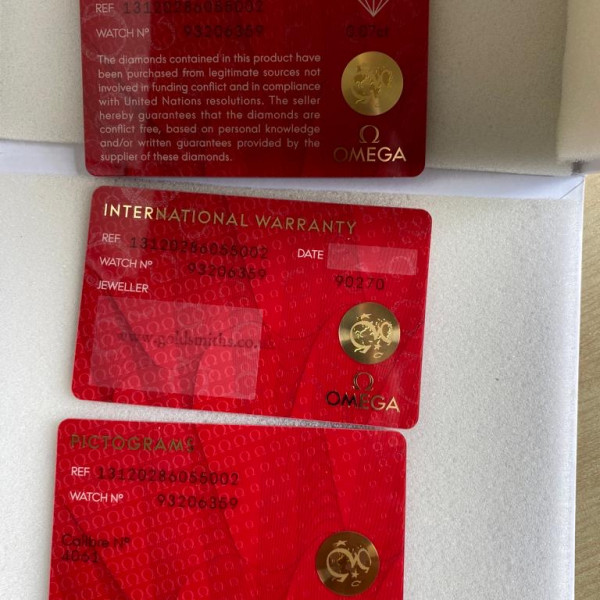 REF 13120286055002
WATCH Nº 93206359
The diamonds contained in this product have
been purchased from legitimate sources not
involved in funding conflict and in compliance
with United Nations resolutions. The seller
hereby guarantees that the diamonds are
conflict free, based on personal knowledge
and/or written guarantees provided by the
supplier of these diamonds.
Ω
OMEGA
INTERNATIONAL WARRANTY
REF 13120286055002
WATCH Nº 93206359
DATE
90270
JEWELLER
www.goldsmiths.co.
Ω
OMEGA
PICTOGRAMS
REF 13120286055002
WATCH Nº 93206359
Calibre Nº
4061